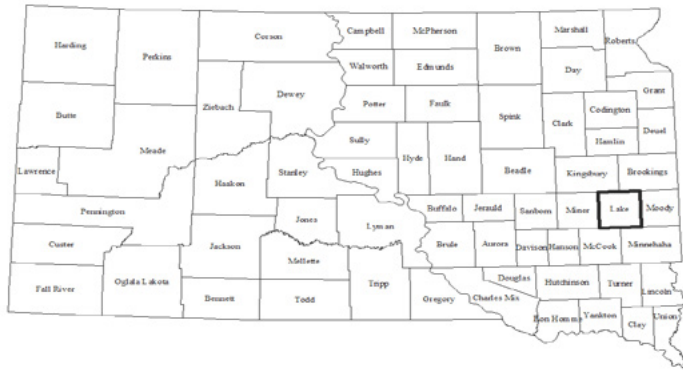 Harding
Perkins
Corson
Campbell
McPherson
Brown
Marshall
Roberts
Walworth
Edmunds
Day
Grant
Butte
Ziebach
Dewey
Potter
Faulk
Spink
Clark
Codington
Deuel
Hamlin
Meade
Sully
Hyde
Hand
Beadle
Kingsbury
Brookings
Lawrence
Haakon
Stanley
Hughes
Pennington
Jones
Lyman
Buffalo
Jerauld
Sanborn
Miner
Lake
Moody
Custer
Jackson
Mellette
Brule
Aurora
Davison
Hanson
McCook
Minnehaha
Fall River
Oglala Lakota
Bennett
Todd
Tripp
Gregory
Charles Mix
Douglas
Hutchinson
Turner
Lincoln
Bon Homme
Yankton
Clay
Union